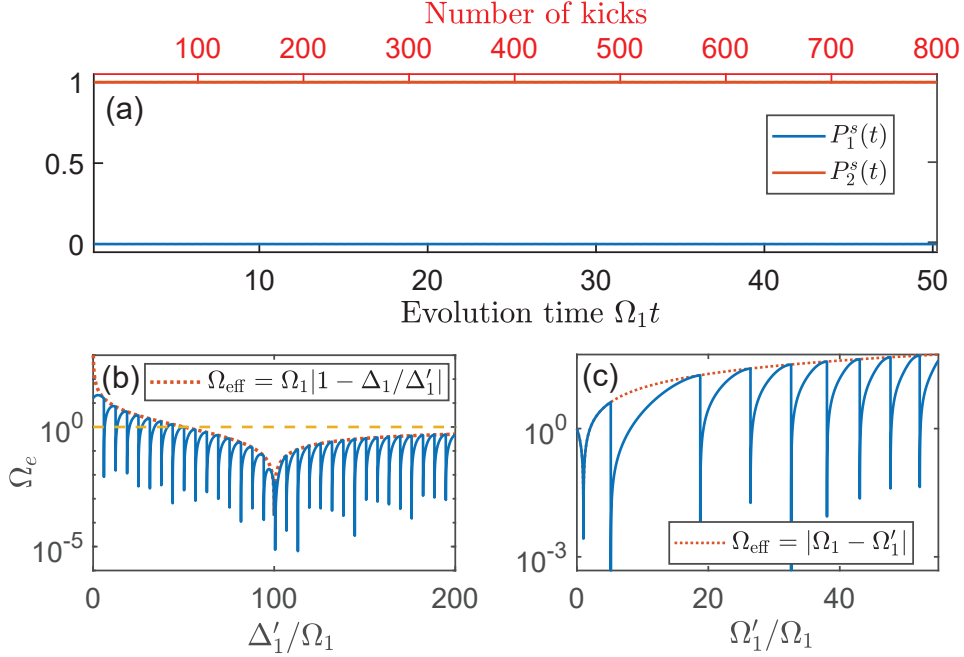 Number of kicks
100 200 300 400 500 600 700 800
1
(a)
0.5
P_1^s(t)
P_2^s(t)
0
10 20 30 40 50
Evolution time Ω_1t
(b)
Ω_eff = Ω_1|1 − Δ_1/Δ'_1|
10^0
Ω_e
10^-5
0 100 200
Δ'_1/Ω_1
(c)
10^0
Ω_eff = |Ω_1 − Ω'_1|
10^-3
0 20 40
Ω'_1/Ω_1